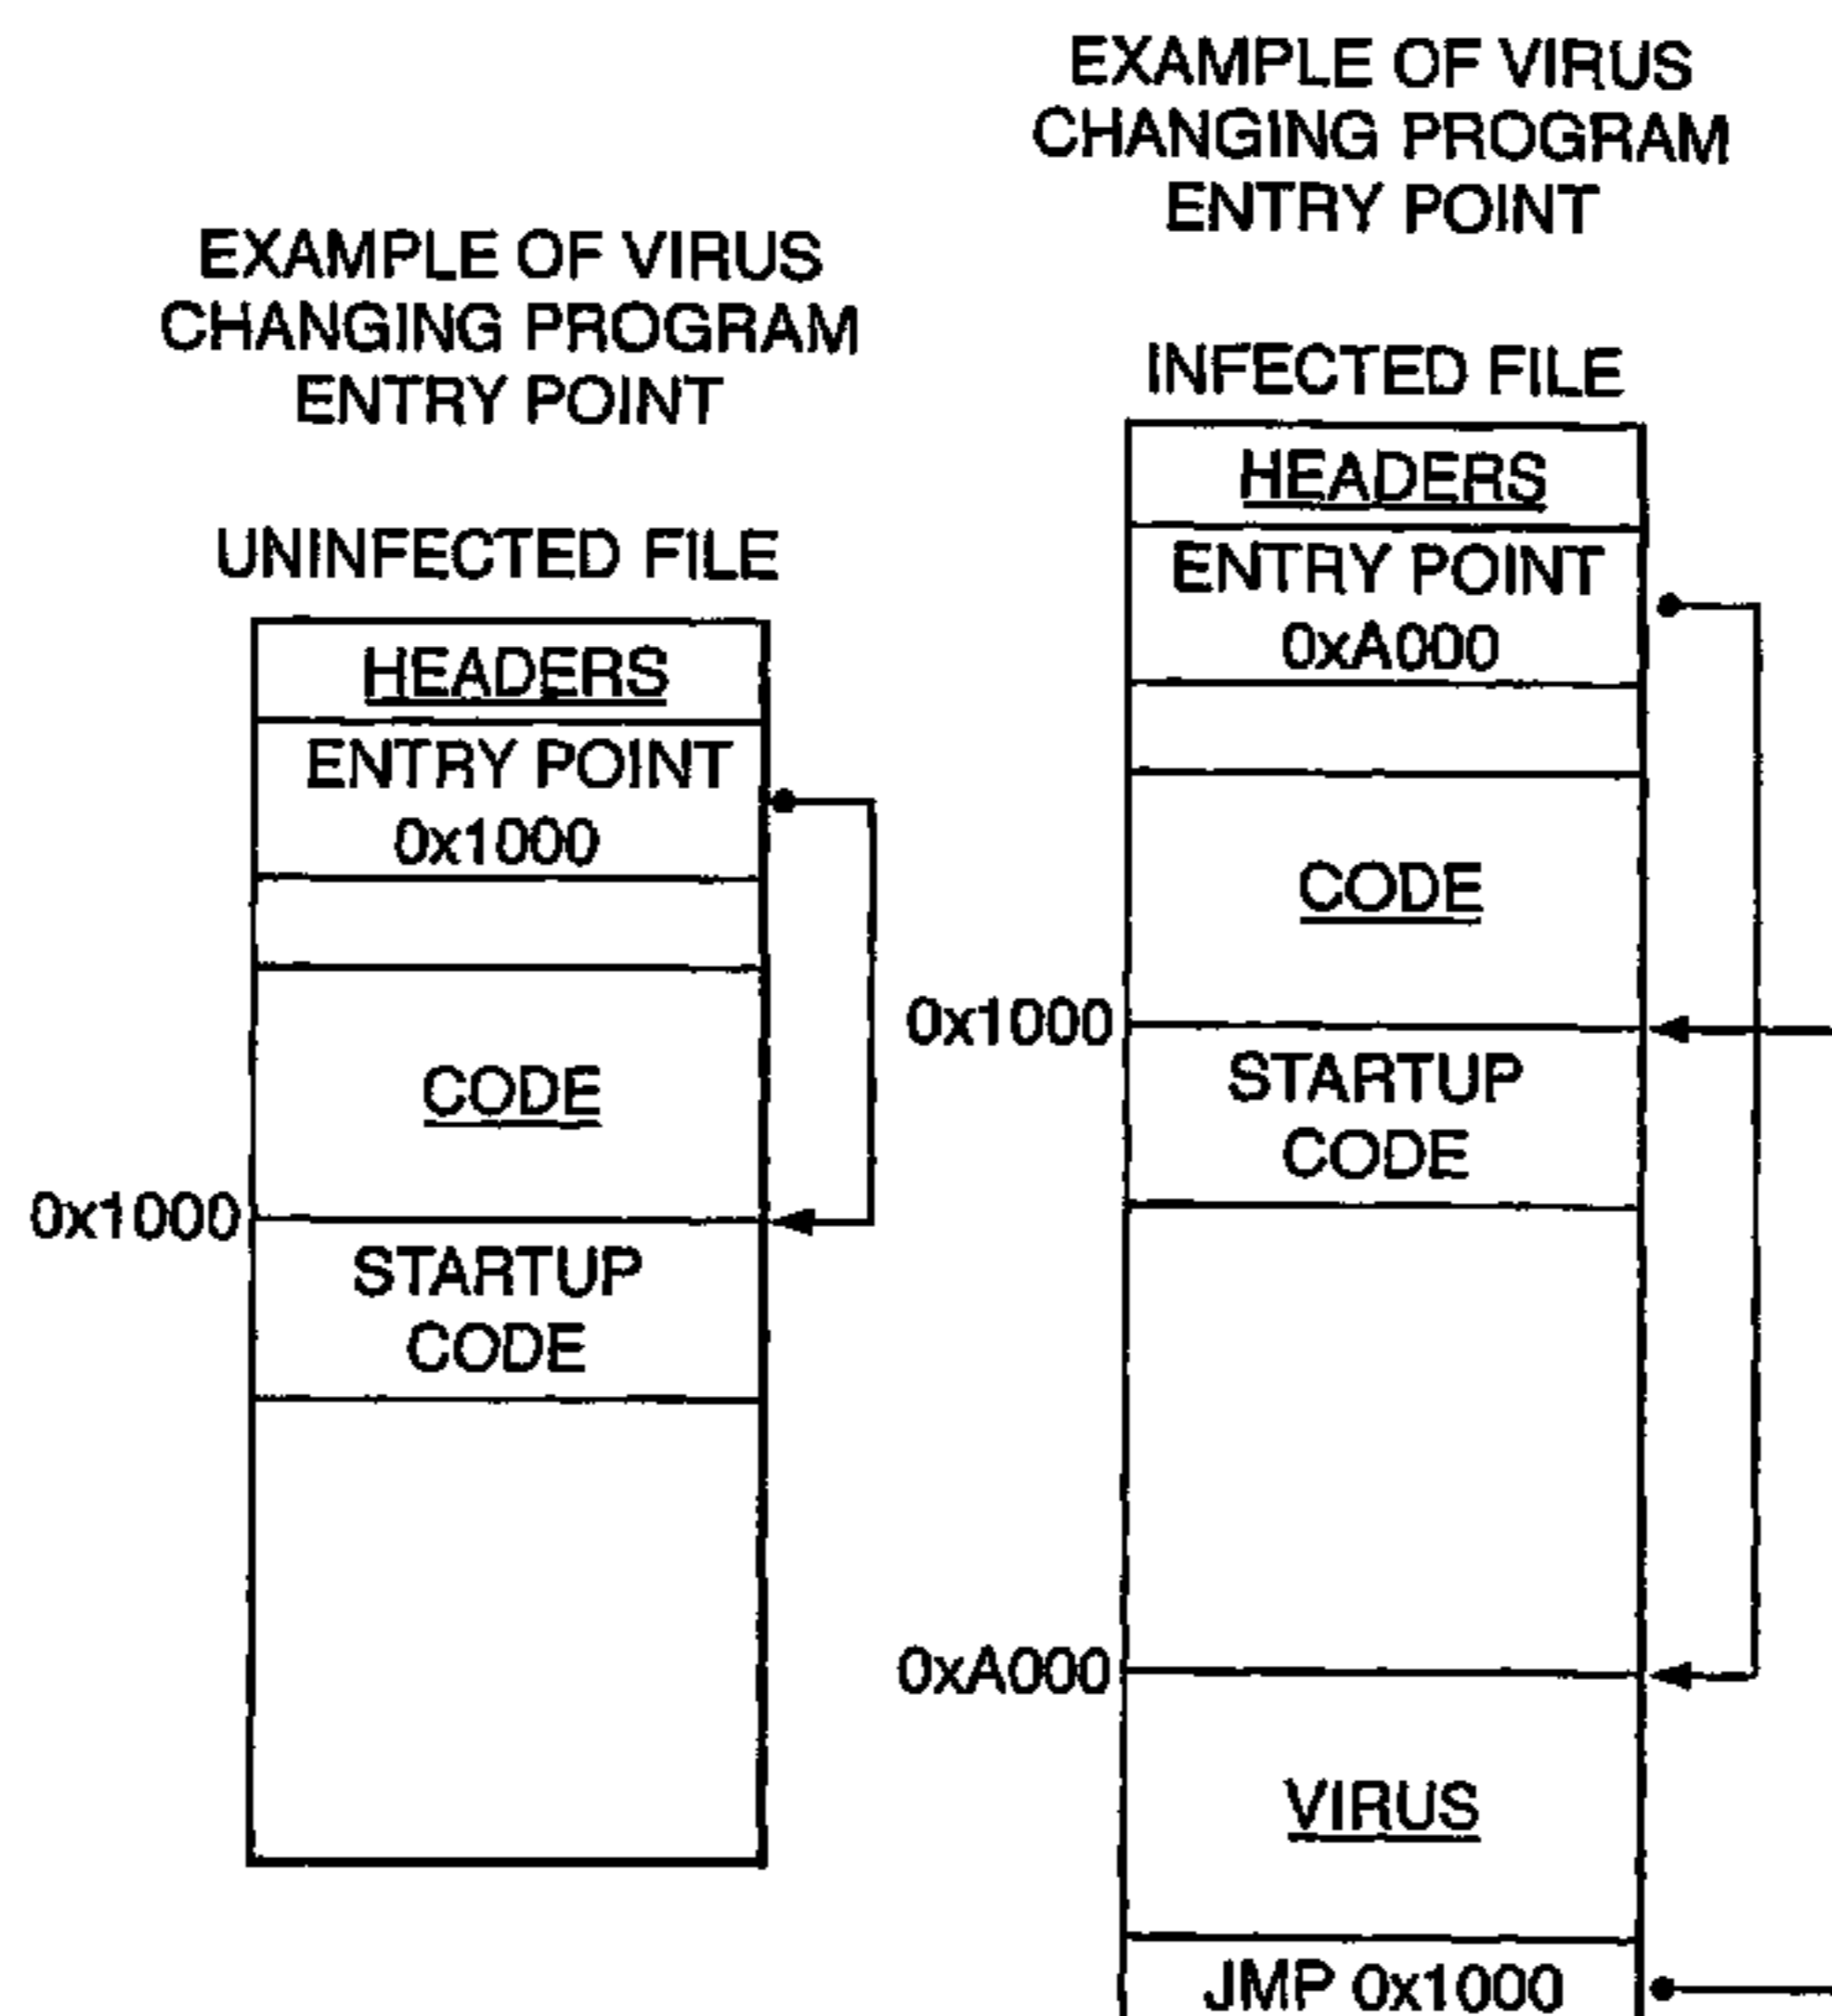 EXAMPLE OF VIRUS
CHANGING PROGRAM
ENTRY POINT
UNINFECTED FILE
HEADERS
ENTRY POINT
0x1000
CODE
0x1000
STARTUP
CODE
EXAMPLE OF VIRUS
CHANGING PROGRAM
ENTRY POINT
INFECTED FILE
HEADERS
ENTRY POINT
0xA000
CODE
0x1000
STARTUP
CODE
0xA000
VIRUS
JMP 0x1000